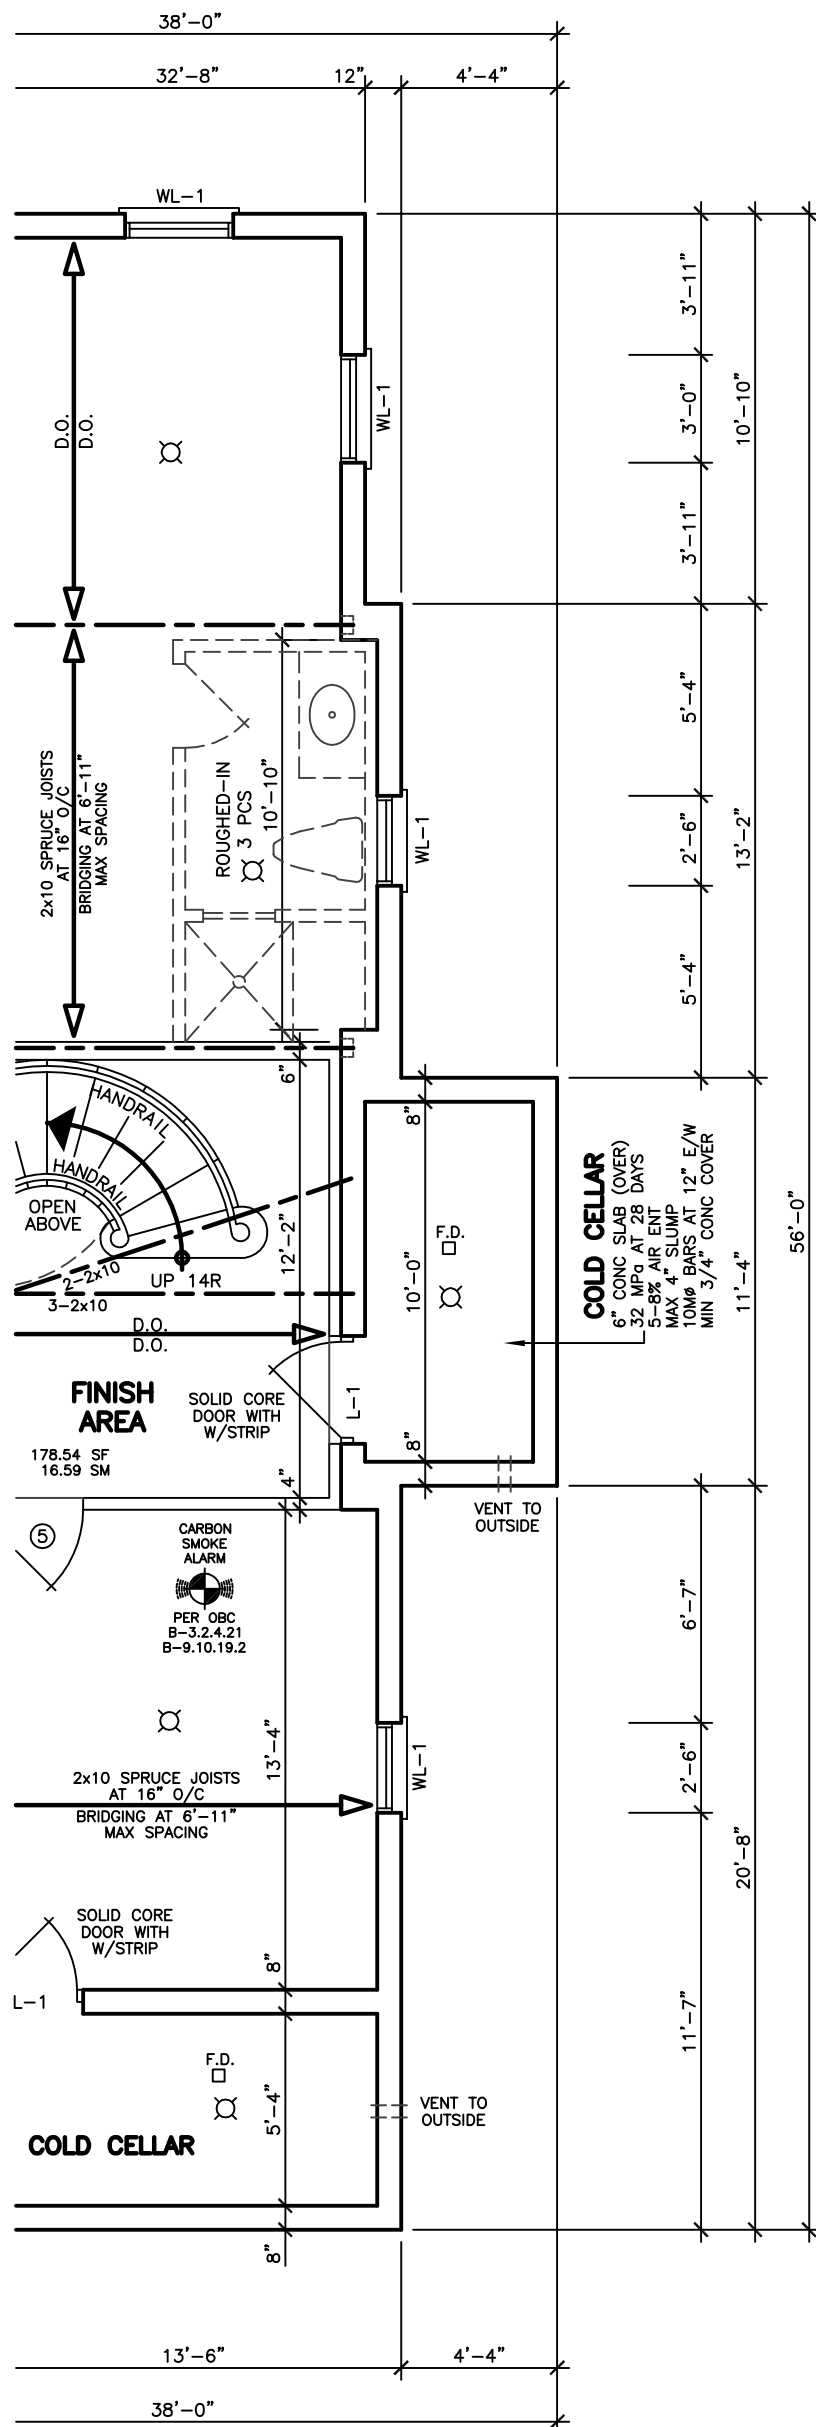 38'-0"
32'-8"
12"
4'-4"
WL-1
3'-11"
D.O.
D.O.
WL-1
3'-0"
10'-10"
3'-11"
56'-0"
5'-4"
2x10 SPRUCE JOISTS
AT 16" O/C
BRIDGING AT 6'-11"
MAX SPACING
ROUGHED-IN
3 PCS
10'-10"
WL-1
2'-6"
13'-2"
5'-4"
6"
8"
HANDRAIL
HANDRAIL
OPEN
ABOVE
12'-2"
F.D.
10'-0"
COLD CELLAR
6" CONC SLAB (OVER)
32 MPa AT 28 DAYS
5-8% AIR ENT
MAX 4" SLUMP
10MØ BARS AT 12" E/W
MIN 3/4" CONC COVER
11'-4"
2-2x10
UP 14R
3-2x10
D.O.
D.O.
FINISH
AREA
178.54 SF
16.59 SM
SOLID CORE
DOOR WITH
W/STRIP
L-1
8"
4"
VENT TO
OUTSIDE
5
CARBON
SMOKE
ALARM
PER OBC
B-3.2.4.21
B-9.10.19.2
6'-7"
13'-4"
2x10 SPRUCE JOISTS
AT 16" O/C
BRIDGING AT 6'-11"
MAX SPACING
WL-1
2'-6"
20'-8"
SOLID CORE
DOOR WITH
W/STRIP
8"
L-1
11'-7"
F.D.
5'-4"
VENT TO
OUTSIDE
COLD CELLAR
8"
13'-6"
4'-4"
38'-0"